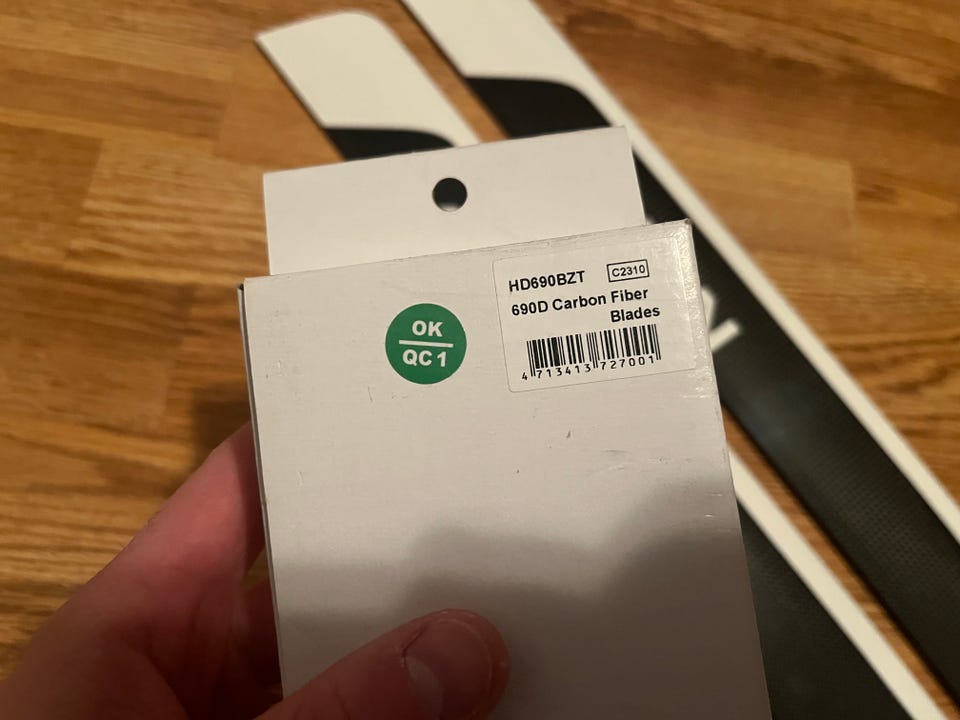 HD690BZT C2310
690D Carbon Fiber
Blades
4 713413 727001
OK
QC 1